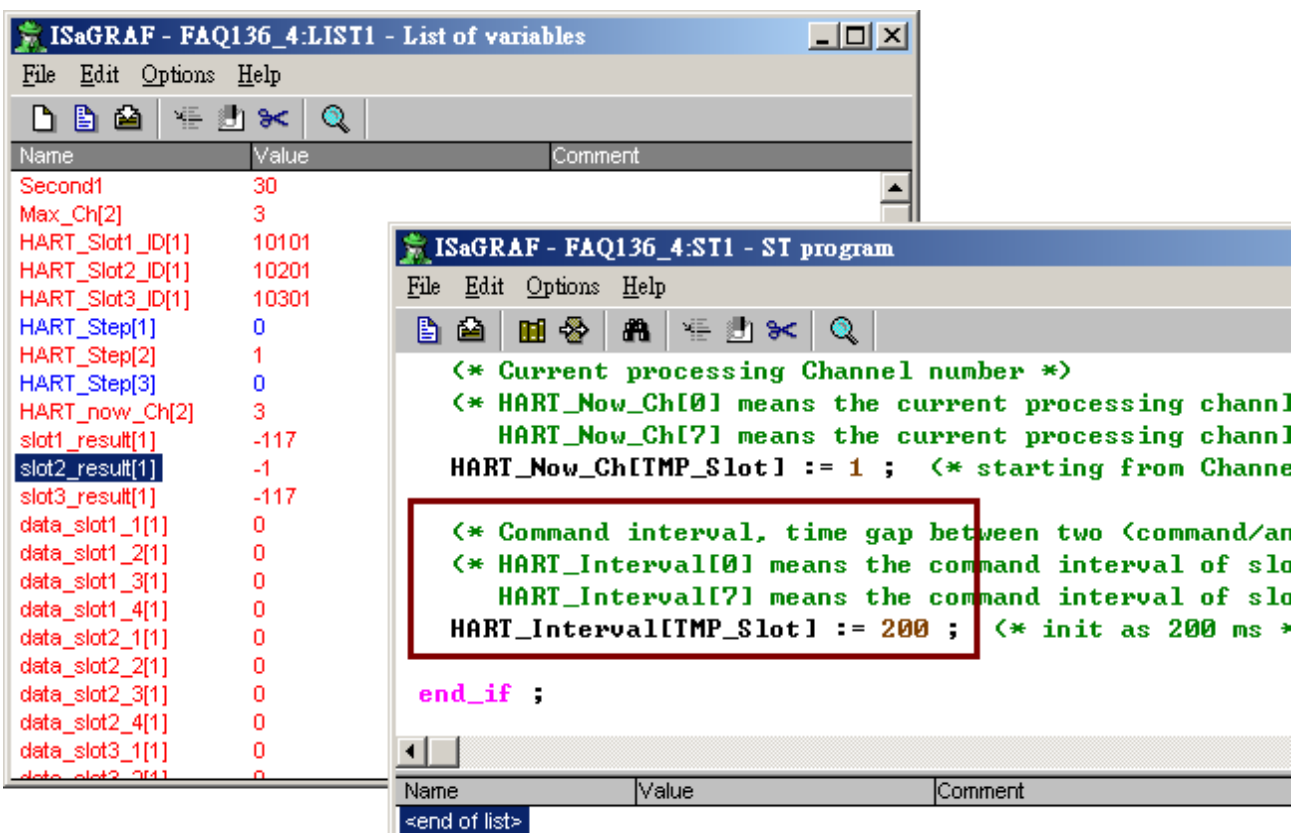 ISaGRAF - FAQ136_4:LIST1 - List of variables
File Edit Options Help
Name Value Comment
Second1 30
Max_Ch[2] 3
HART_Slot1_ID[1] 10101
HART_Slot2_ID[1] 10201
HART_Slot3_ID[1] 10301
HART_Step[1] 0
HART_Step[2] 1
HART_Step[3] 0
HART_now_Ch[2] 3
slot1_result[1] -117
slot2_result[1] -1
slot3_result[1] -117
data_slot1_1[1] 0
data_slot1_2[1] 0
data_slot1_3[1] 0
data_slot1_4[1] 0
data_slot2_1[1] 0
data_slot2_2[1] 0
data_slot2_3[1] 0
data_slot2_4[1] 0
data_slot3_1[1] 0
data_slot3_2[1] 0
ISaGRAF - FAQ136_4:ST1 - ST program
File Edit Options Help
(* Current processing Channel number *)
(* HART_Now_Ch[0] means the current processing channl
HART_Now_Ch[7] means the current processing channl
HART_Now_Ch[TMP_Slot] := 1 ; (* starting from Channe
(* Command interval, time gap between two (command/an
(* HART_Interval[0] means the command interval of slo
HART_Interval[7] means the command interval of slo
HART_Interval[TMP_Slot] := 200 ; (* init as 200 ms *
end_if ;
Name Value Comment
<end of list>